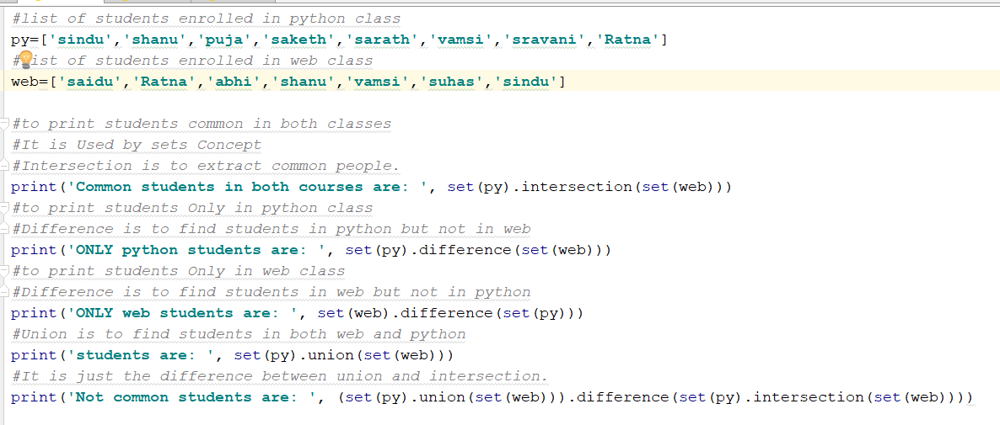 #list of students enrolled in python class
py=['sindu','shanu','puja','saketh','sarath','vamsi','sravani','Ratna']
#list of students enrolled in web class
web=['saidu','Ratna','abhi','shanu','vamsi','suhas','sindu']
#to print students common in both classes
#It is Used by sets Concept
#Intersection is to extract common people.
print('Common students in both courses are: ', set(py).intersection(set(web)))
#to print students Only in python class
#Difference is to find students in python but not in web
print('ONLY python students are: ', set(py).difference(set(web)))
#to print students Only in web class
#Difference is to find students in web but not in python
print('ONLY web students are: ', set(web).difference(set(py)))
#Union is to find students in both web and python
print('students are: ', set(py).union(set(web)))
#It is just the difference between union and intersection.
print('Not common students are: ', (set(py).union(set(web))).difference(set(py).intersection(set(web))))